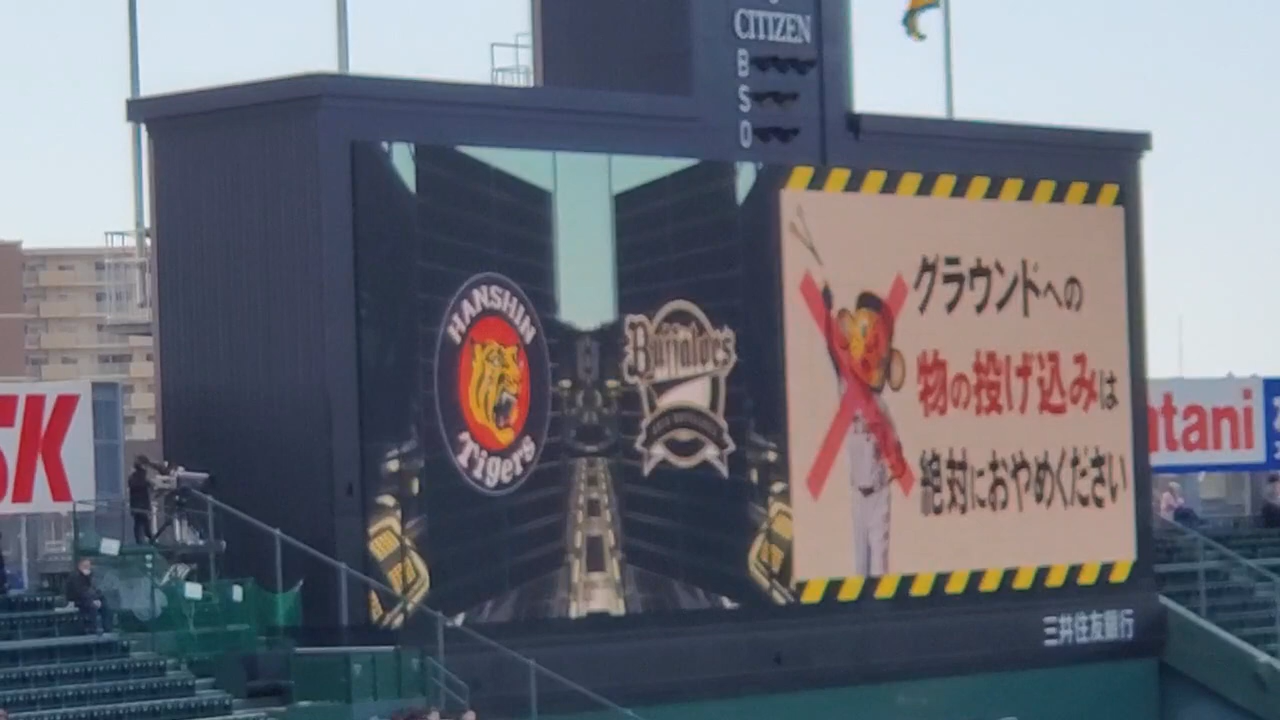 CITIZEN
B
S
O
HANSHIN
Tigers
Buffaloes
グラウンドへの
物の投げ込みは
絶対におやめください
三井住友銀行
SK
tani